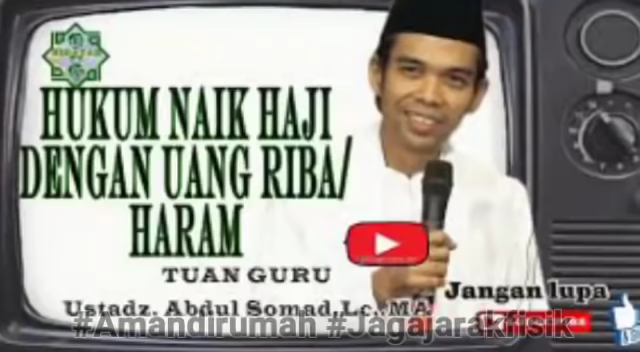 HUKUM NAIK HAJI
DENGAN UANG RIBA/
HARAM
TUAN GURU
Ustadz. Abdul Somad,Lc.,MA
Jangan lupa
#Amandirumah #Jagajarakfisik